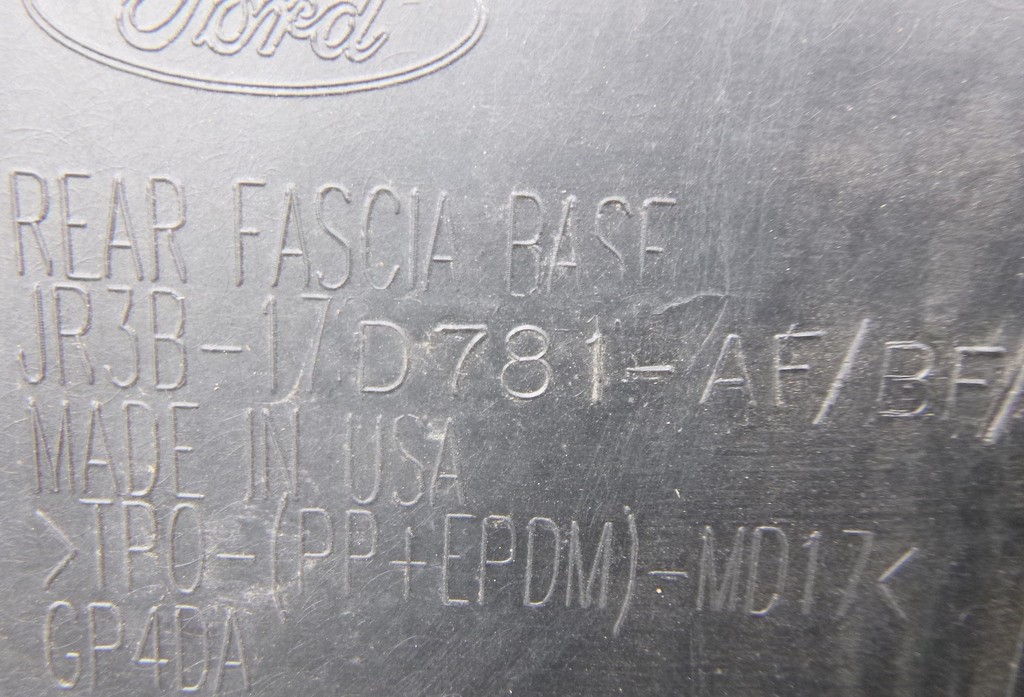 Ford
REAR FASCIA BASE
JR3B-17D781-AF/BF/
MADE IN USA
>TPO-(PP+EPDM)-MD17<
GP4DA